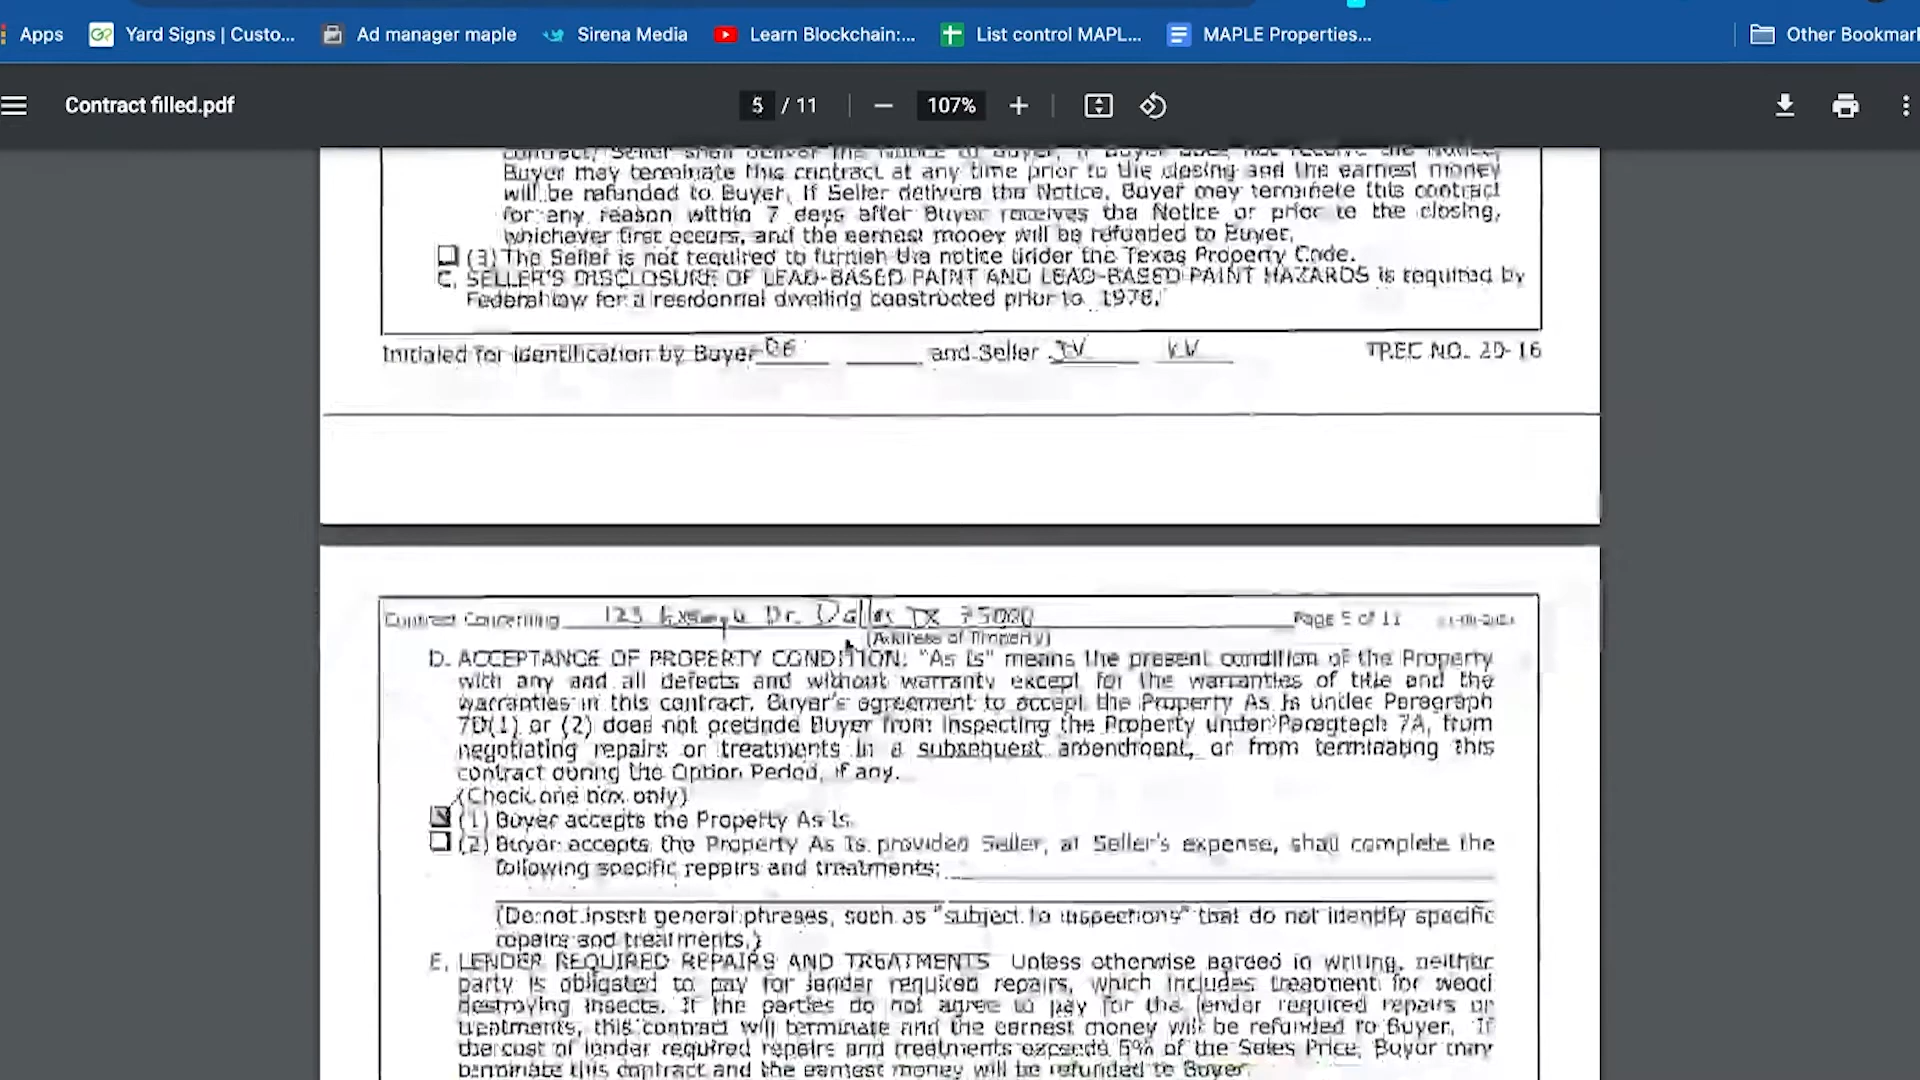 Apps Yard Signs | Custo... Ad manager maple Sirena Media Learn Blockchain:... List control MAPL... MAPLE Properties... Other Bookmark
Contract filled.pdf 5 / 11 107%
Buyer may terminate this contract at any time prior to the closing and the earnest money
will be refunded to Buyer. If Seller delivers the Notice, Buyer may terminate this contract
for any reason within 7 days after Buyer receives the Notice or prior to the closing,
whichever first occurs, and the earnest money will be refunded to Buyer.
(3) The Seller is not required to furnish the notice under the Texas Property Code.
C. SELLER'S DISCLOSURE OF LEAD-BASED PAINT AND LEAD-BASED PAINT HAZARDS is required by
Federal law for a residential dwelling constructed prior to 1978.
Initialed for identification by Buyer and Seller TREC NO. 20-16
Contract Concerning Dr. Dallas TX 75000 Page 5 of 11
(Address of Property)
D. ACCEPTANCE OF PROPERTY CONDITION: "As Is" means the present condition of the Property
with any and all defects and without warranty except for the warranties of title and the
warranties in this contract. Buyer's agreement to accept the Property As Is under Paragraph
7D(1) or (2) does not preclude Buyer from inspecting the Property under Paragraph 7A, from
negotiating repairs or treatments in a subsequent amendment, or from terminating this
contract during the Option Period, if any.
(Check one box only)
(1) Buyer accepts the Property As Is.
(2) Buyer accepts the Property As Is provided Seller, at Seller's expense, shall complete the
following specific repairs and treatments:
(Do not insert general phrases, such as "subject to inspections" that do not identify specific
repairs and treatments.)
E. LENDER REQUIRED REPAIRS AND TREATMENTS Unless otherwise agreed in writing, neither
party is obligated to pay for lender required repairs, which includes treatment for wood
destroying insects. If the parties do not agree to pay for the lender required repairs or
treatments, this contract will terminate and the earnest money will be refunded to Buyer. If
the cost of lender required repairs and treatments exceeds 5% of the Sales Price, Buyer may
terminate this contract and the earnest money will be refunded to Buyer.